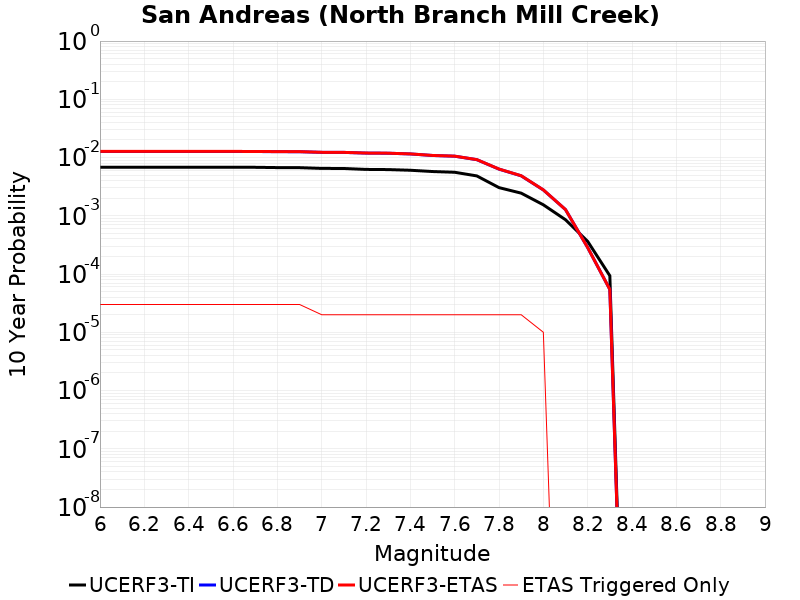 San Andreas (North Branch Mill Creek)
10^0
10^-1
10^-2
10^-3
10^-4
10^-5
10^-6
10^-7
10^-8
10 Year Probability
6 6.2 6.4 6.6 6.8 7 7.2 7.4 7.6 7.8 8 8.2 8.4 8.6 8.8 9
Magnitude
UCERF3-TI UCERF3-TD UCERF3-ETAS ETAS Triggered Only